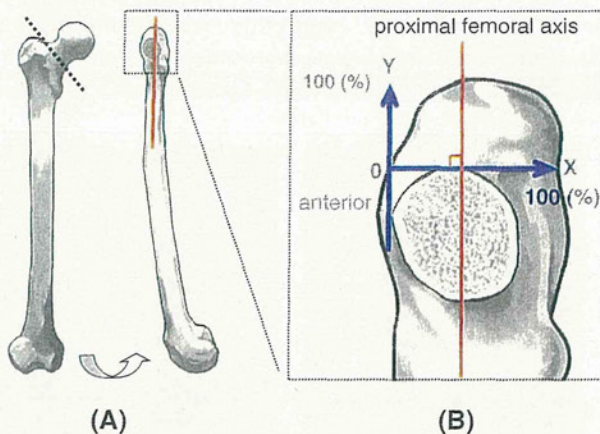 proximal femoral axis
Y
100 (%)
0
X
anterior
100 (%)
(A)
(B)